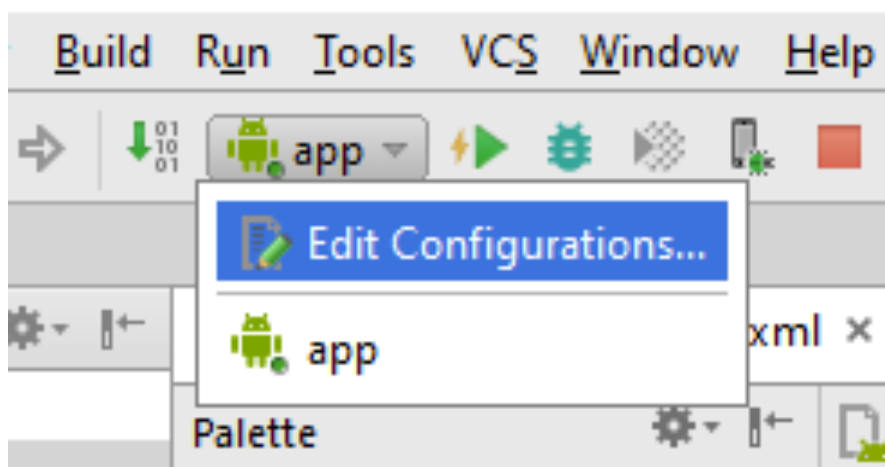 Build Run Tools VCS Window Help
01
10
01
app
Edit Configurations...
app
xml
Palette